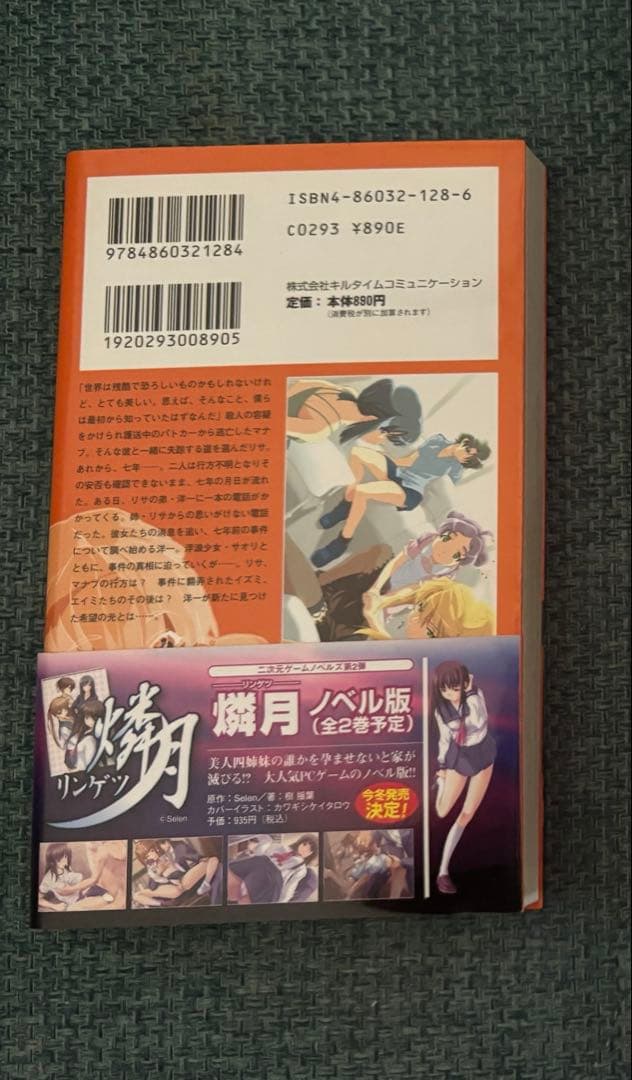 ISBN4-86032-128-6
C0293 ¥890E
9784860321284
株式会社キルタイムコミュニケーション
定価：本体890円
（消費税が別に加算されます）
1920293008905
「世界は残酷で恐ろしいものかもしれないけれ
ど、とても美しい。思えば、そんなこと、僕ら
は最初から知っていたはずなんだ」殺人の容疑
をかけられ護送中のパトカーから逃亡したマナ
ブ。そんな彼と一緒に失踪する道を選んだリサ。
あれから、七年――。二人は行方不明となりそ
の安否も確認できないまま、七年の月日が流れ
た。ある日、リサの弟・洋一に一本の電話がか
かってくる。姉・リサからの思いがけない電話
だった。彼女たちの消息を追い、七年前の事件
について調べ始める洋一。浮浪少女・サオリと
ともに、事件の真相に迫っていくが――。リサ、
マナブの行方は？　事件に翻弄されたイズミ、
エイミたちのその後は？　洋一が新たに見つけ
た希望の光とは――。
二次元ゲームノベルズ第2弾
リンゲツ
燐月 ノベル版
（全2巻予定）
燐月
リンゲツ
© Selen
美人四姉妹の誰かを孕ませないと家が
滅びる!?　大人気PCゲームのノベル版!!
原作：Selen／著：樹 揺葉
カバーイラスト：カワギシケイタロウ
予価：935円（税込）
今冬発売
決定！